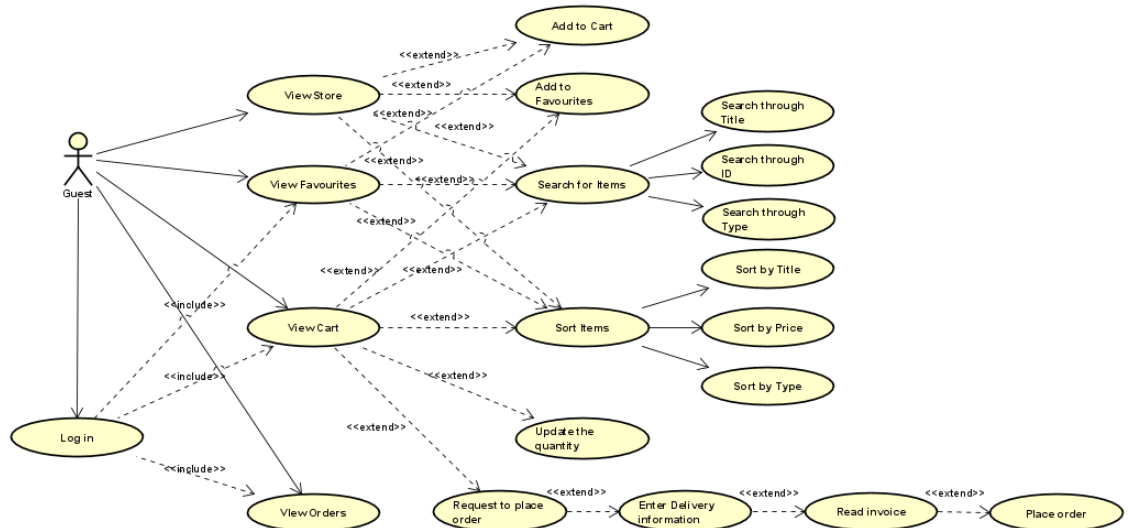 Add to Cart
<<extend>>
View Store
<<extend>>
Add to
Favourites
<<extend>>
<<extend>>
Search through
Title
Guest
View Favourites
<<extend>>
<<extend>>
Search for Items
Search through
ID
Search through
Type
<<extend>>
<<extend>>
<<extend>>
Sort by Title
<<include>>
View Cart
<<extend>>
Sort Items
Sort by Price
<<include>>
<<extend>>
Sort by Type
Log in
<<extend>>
Update the
quantity
<<include>>
VIew Orders
Request to place
order
<<extend>>
Enter Delivery
information
<<extend>>
Read invoice
<<extend>>
Place order